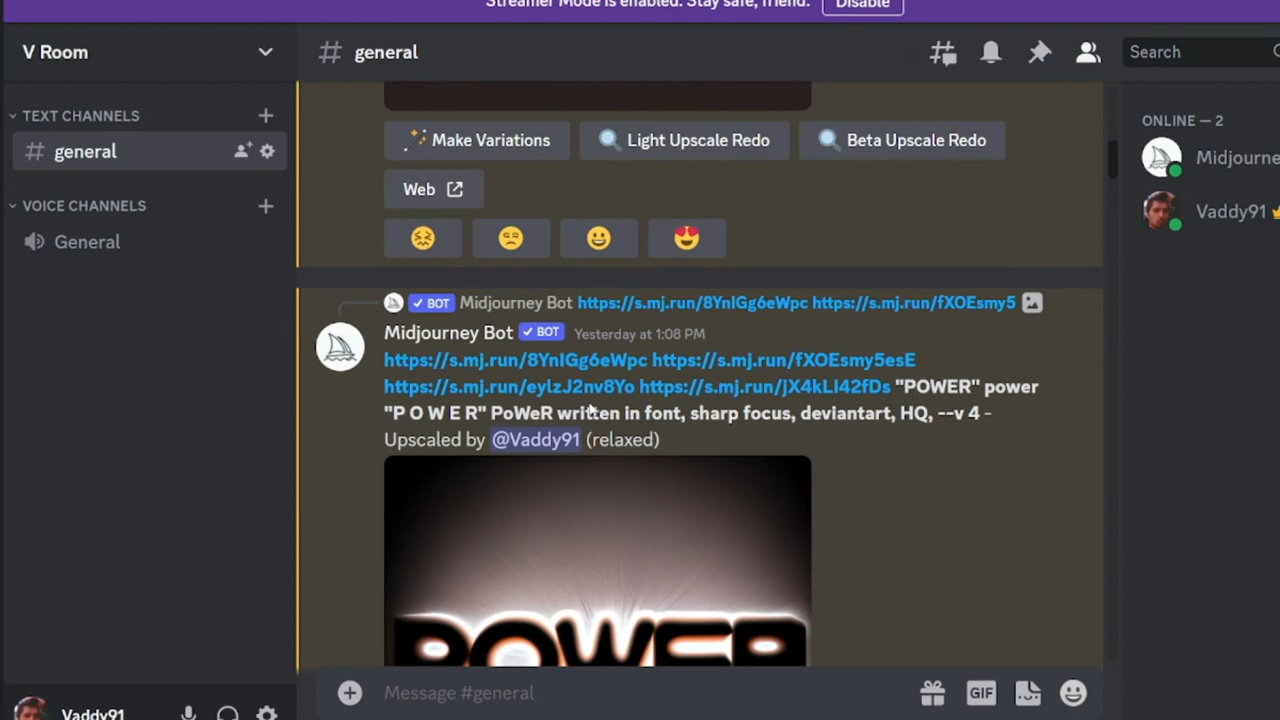 Streamer Mode is enabled. Stay safe, friend.
Disable
V Room
general
Search
TEXT CHANNELS
general
VOICE CHANNELS
General
Make Variations
Light Upscale Redo
Beta Upscale Redo
Web
BOT Midjourney Bot https://s.mj.run/8YnIGg6eWpc https://s.mj.run/fXOEsmy5
Midjourney Bot BOT Yesterday at 1:08 PM
https://s.mj.run/8YnIGg6eWpc https://s.mj.run/fXOEsmy5esE
https://s.mj.run/eylzJ2nv8Yo https://s.mj.run/jX4kLI42fDs "POWER" power
"P O W E R" PoWeR written in font, sharp focus, deviantart, HQ, --v 4 -
Upscaled by @Vaddy91 (relaxed)
POWER
Message #general
GIF
ONLINE — 2
Midjourne
Vaddy91
Vaddy91